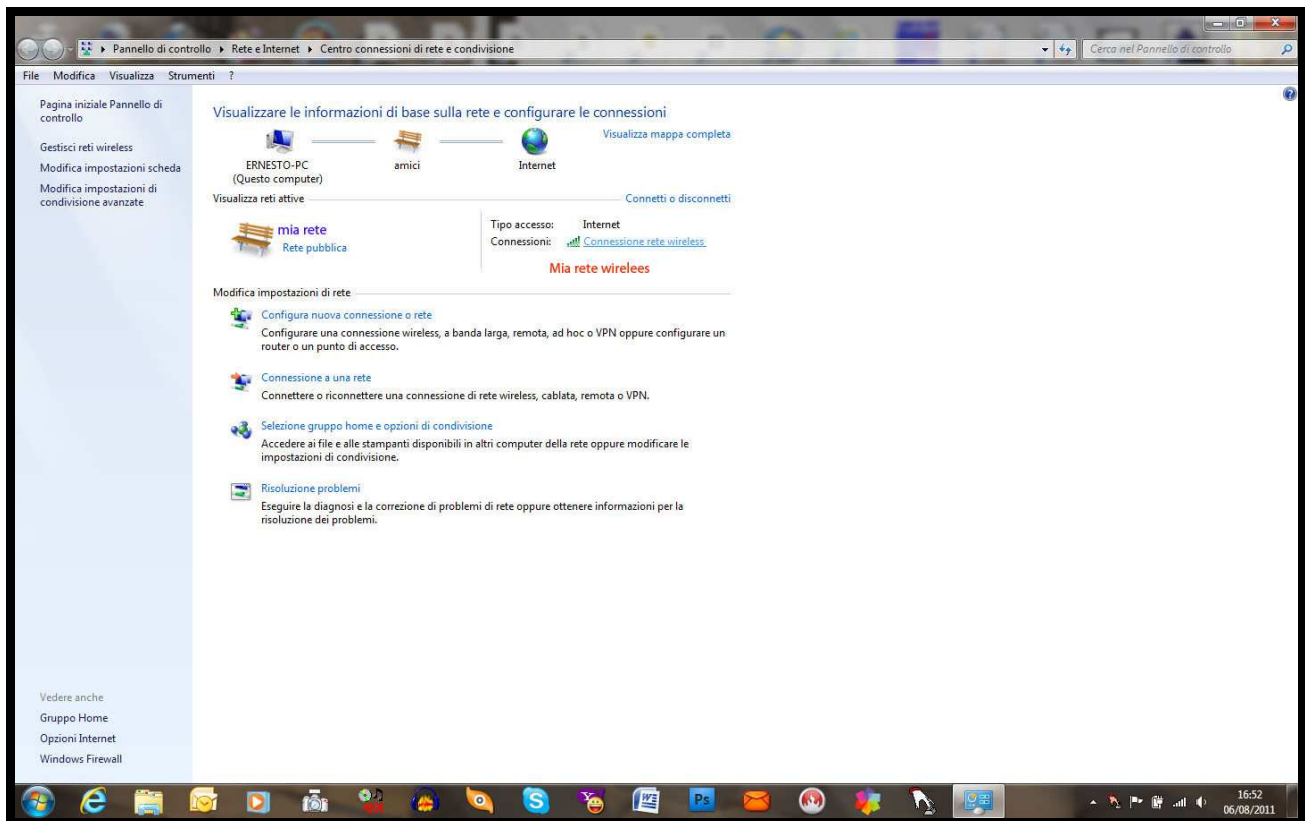 Pannello di controllo Rete e Internet Centro connessioni di rete e condivisione
Cerca nel Pannello di controllo
File Modifica Visualizza Strumenti ?
Pagina iniziale Pannello di
controllo
Gestisci reti wireless
Modifica impostazioni scheda
Modifica impostazioni di
condivisione avanzate
Visualizzare le informazioni di base sulla rete e configurare le connessioni
Visualizza mappa completa
ERNESTO-PC
(Questo computer)
amici
Internet
Visualizza reti attive
Connetti o disconnetti
mia rete
Rete pubblica
Tipo accesso: Internet
Connessioni: Connessione rete wireless
Mia rete wirelees
Modifica impostazioni di rete
Configura nuova connessione o rete
Configurare una connessione wireless, a banda larga, remota, ad hoc o VPN oppure configurare un
router o un punto di accesso.
Connessione a una rete
Connettere o riconnettere una connessione di rete wireless, cablata, remota o VPN.
Selezione gruppo home e opzioni di condivisione
Accedere ai file e alle stampanti disponibili in altri computer della rete oppure modificare le
impostazioni di condivisione.
Risoluzione problemi
Eseguire la diagnosi e la correzione di problemi di rete oppure ottenere informazioni per la
risoluzione dei problemi.
Vedere anche
Gruppo Home
Opzioni Internet
Windows Firewall
Ps
16:52
06/08/2011